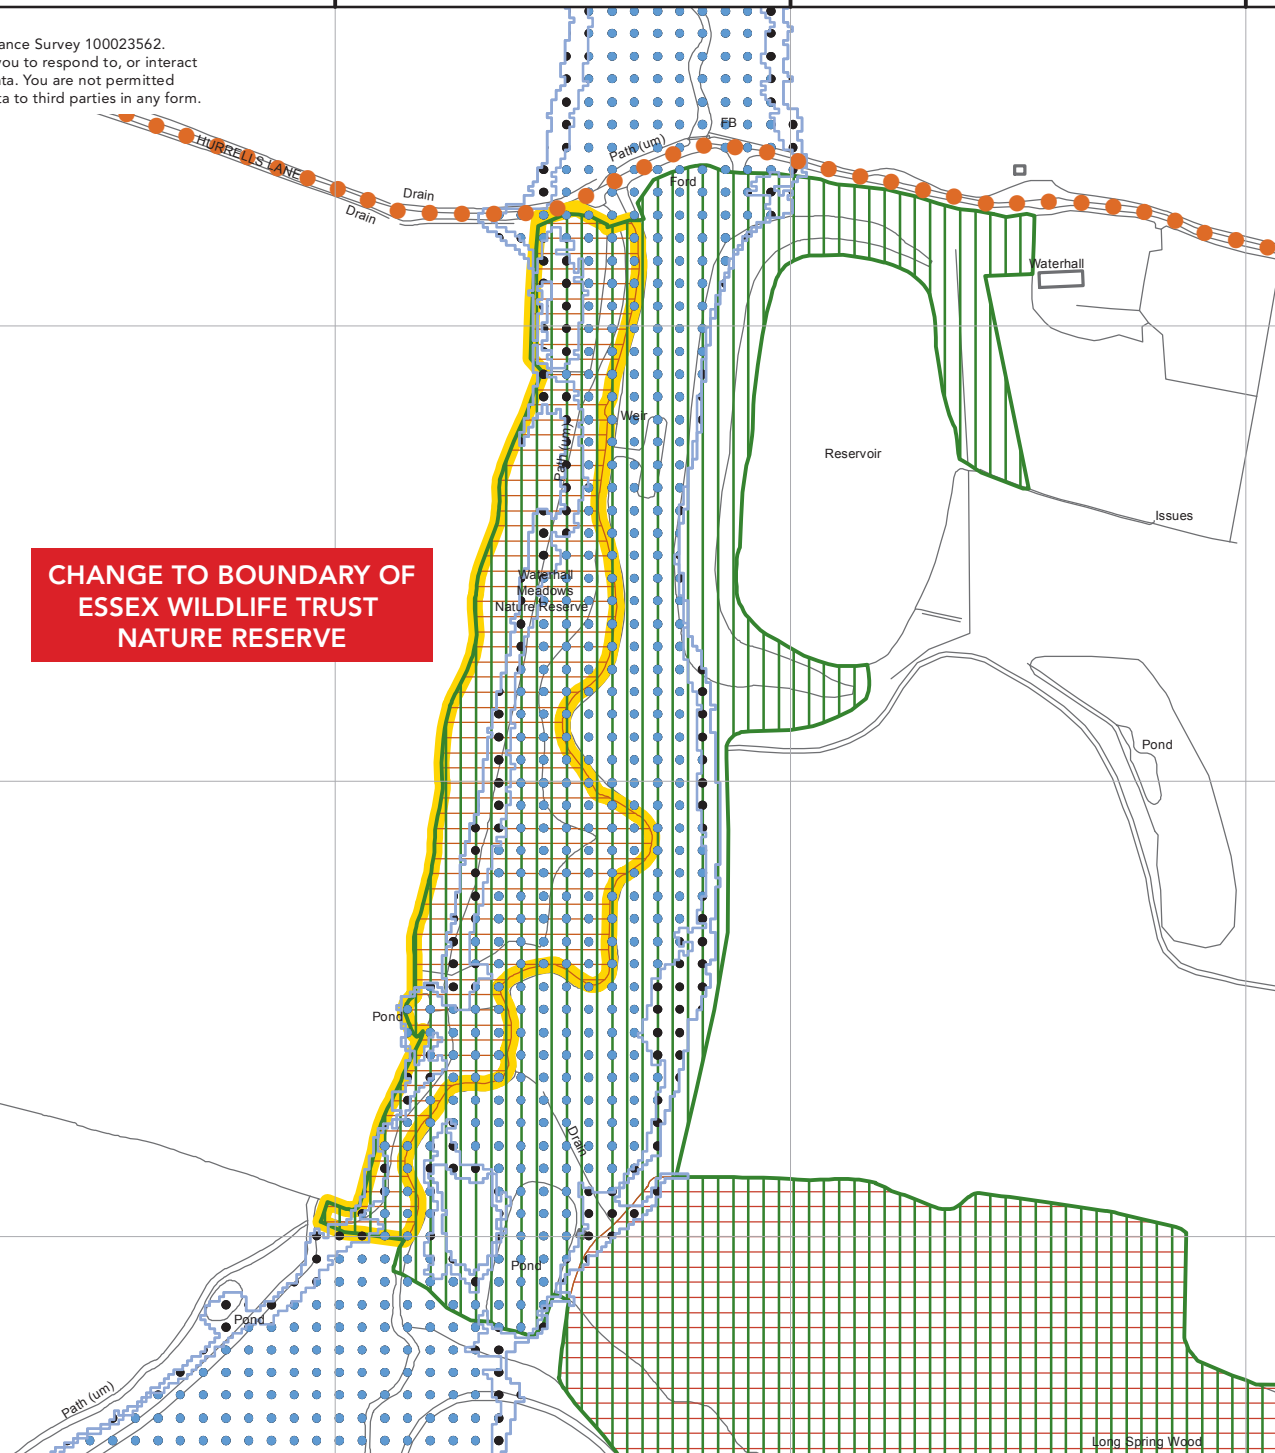 ance Survey 100023562.
you to respond to, or interact
ata. You are not permitted
ta to third parties in any form.
HURRELLS LANE
Drain
Drain
Path (um)
FB
Ford
Waterhall
Weir
Path (um)
Reservoir
Issues
CHANGE TO BOUNDARY OF
ESSEX WILDLIFE TRUST
NATURE RESERVE
Waterhall
Meadows
Nature Reserve
Pond
Pond
Drain
Pond
Pond
Path (um)
Long Spring Wood